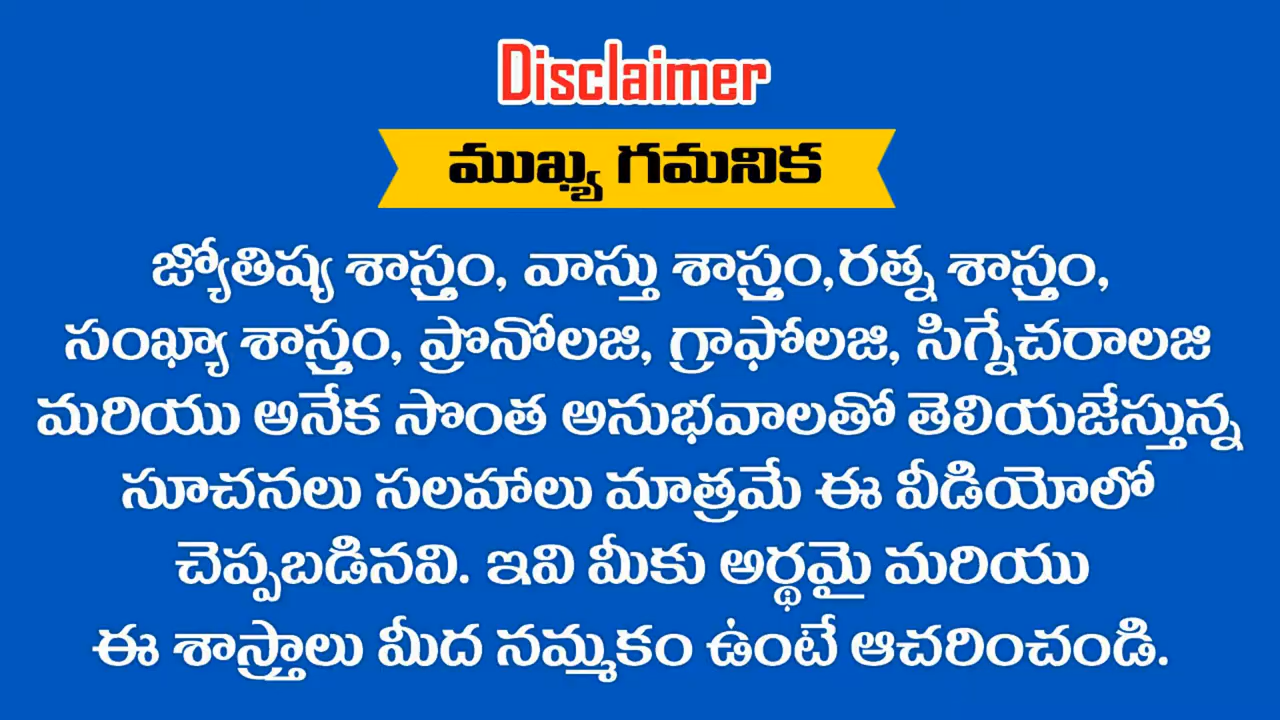 Disclaimer
ముఖ్య గమనిక
జ్యోతిష్య శాస్త్రం, వాస్తు శాస్త్రం,రత్న శాస్త్రం,
సంఖ్యా శాస్త్రం, ప్రొనోలజి, గ్రాఫోలజి, సిగ్నేచరాలజి
మరియు అనేక సొంత అనుభవాలతో తెలియజేస్తున్న
సూచనలు సలహాలు మాత్రమే ఈ వీడియోలో
చెప్పబడినవి. ఇవి మీకు అర్థమై మరియు
ఈ శాస్త్రాలు మీద నమ్మకం ఉంటే ఆచరించండి.